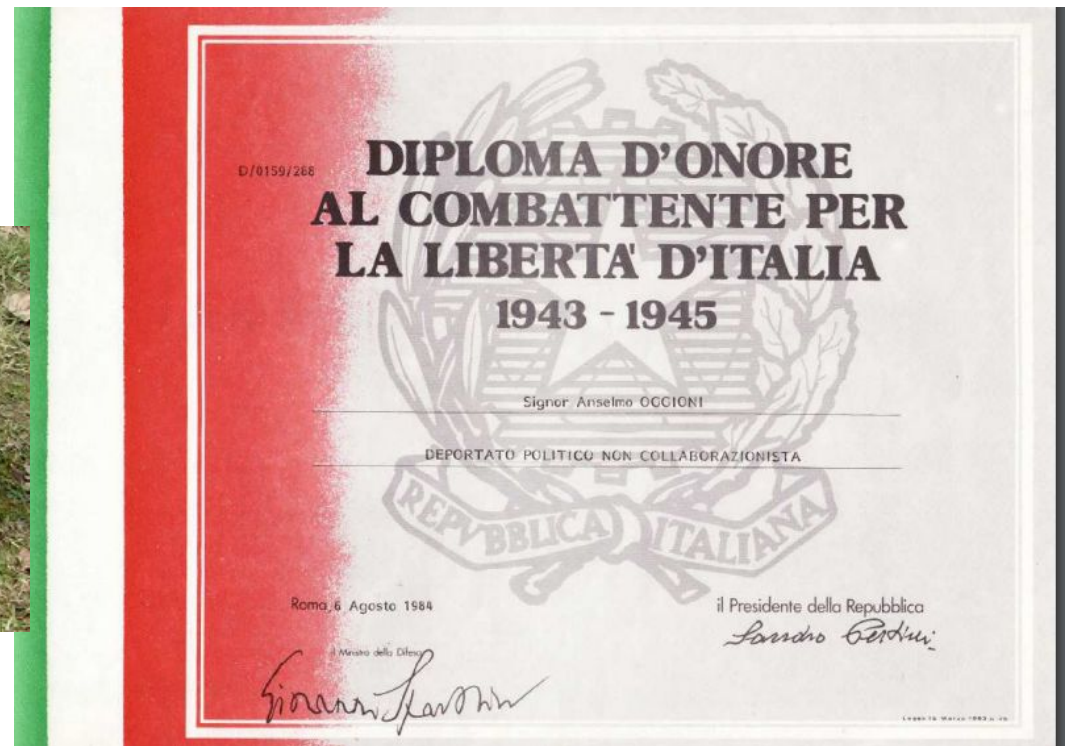 D/0159/288
DIPLOMA D'ONORE
AL COMBATTENTE PER
LA LIBERTA' D'ITALIA
1943 - 1945
Signor Anselmo OGGIONI
DEPORTATO POLITICO NON COLLABORAZIONISTA
REPVBBLICA ITALIANA
Roma, 6 Agosto 1984
il Presidente della Repubblica
Sandro Pertini
il Ministro della Difesa
Giovanni Spadolini